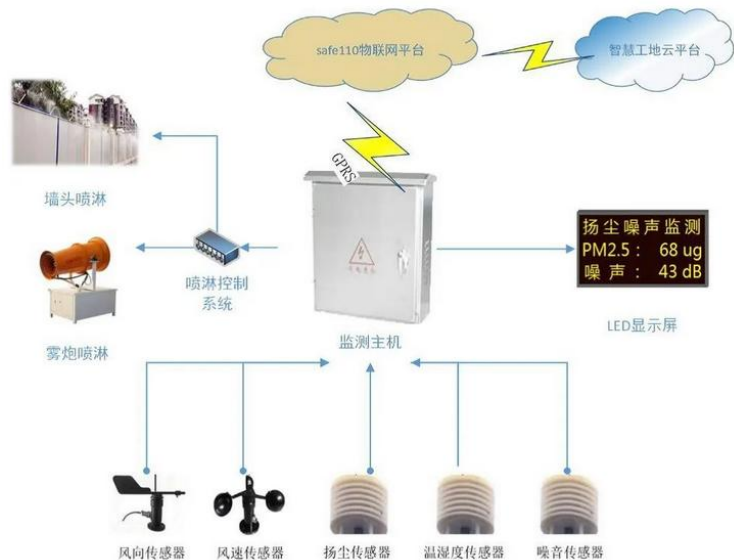 safe110物联网平台
智慧工地云平台
GPRS
墙头喷淋
喷淋控制
系统
雾炮喷淋
监测主机
扬尘噪声监测
PM2.5： 68 ug
噪 声： 43 dB
LED显示屏
风向传感器
风速传感器
扬尘传感器
温湿度传感器
噪音传感器